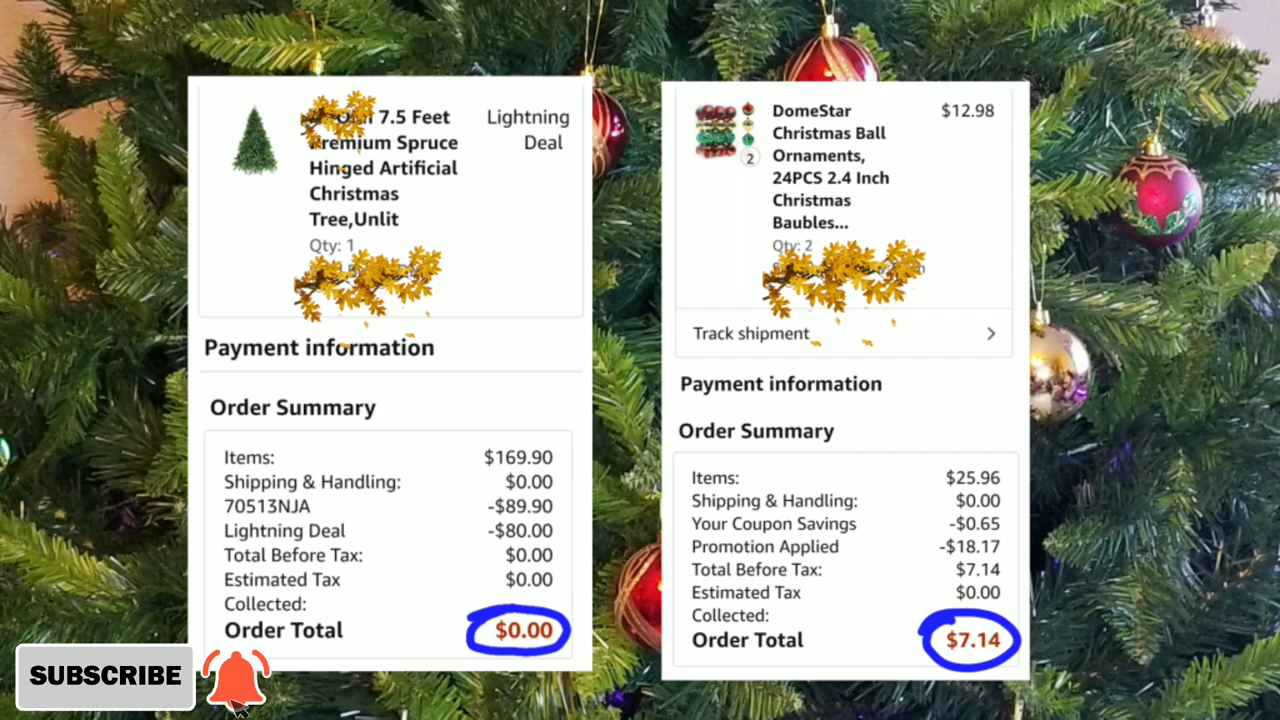 7.5 Feet
Premium Spruce
Hinged Artificial
Christmas
Tree,Unlit
Qty: 1
Lightning
Deal
Payment information
Order Summary
Items: $169.90
Shipping & Handling: $0.00
70513NJA -$89.90
Lightning Deal -$80.00
Total Before Tax: $0.00
Estimated Tax $0.00
Collected:
Order Total $0.00
2
DomeStar $12.98
Christmas Ball
Ornaments,
24PCS 2.4 Inch
Christmas
Baubles...
Qty: 2
Track shipment
Payment information
Order Summary
Items: $25.96
Shipping & Handling: $0.00
Your Coupon Savings -$0.65
Promotion Applied -$18.17
Total Before Tax: $7.14
Estimated Tax $0.00
Collected:
Order Total $7.14
SUBSCRIBE